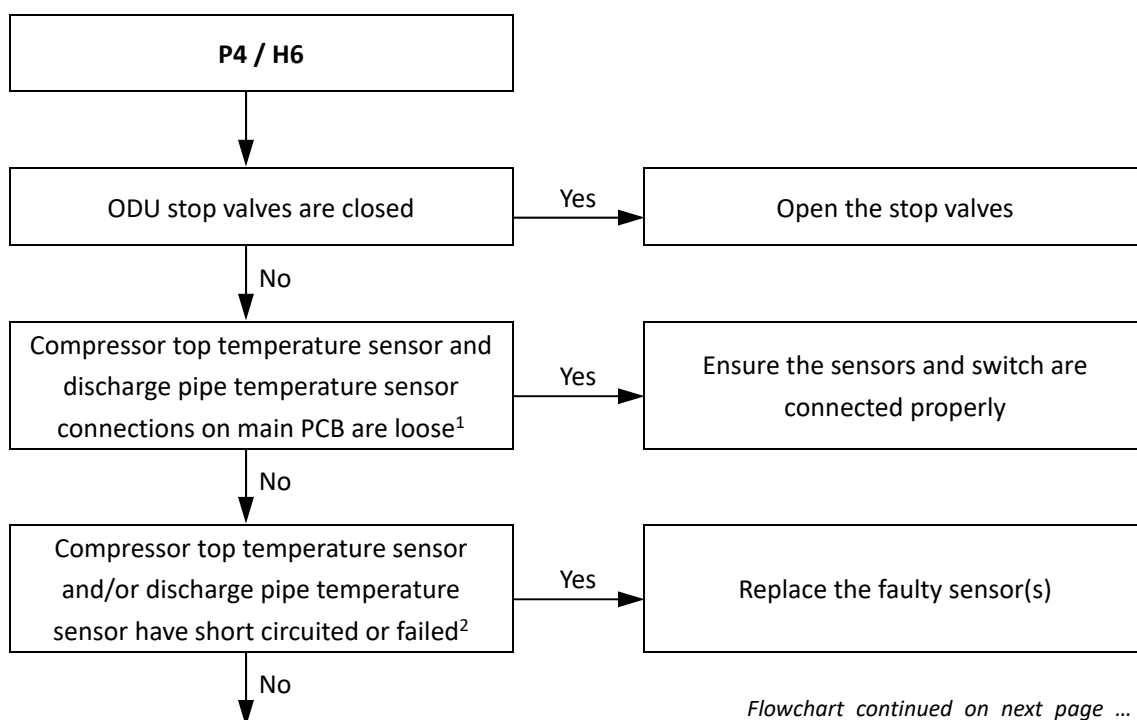 P4 / H6
ODU stop valves are closed
Yes
Open the stop valves
No
Compressor top temperature sensor and
discharge pipe temperature sensor
connections on main PCB are loose1
Yes
Ensure the sensors and switch are
connected properly
No
Compressor top temperature sensor
and/or discharge pipe temperature
sensor have short circuited or failed2
Yes
Replace the faulty sensor(s)
No
Flowchart continued on next page ...